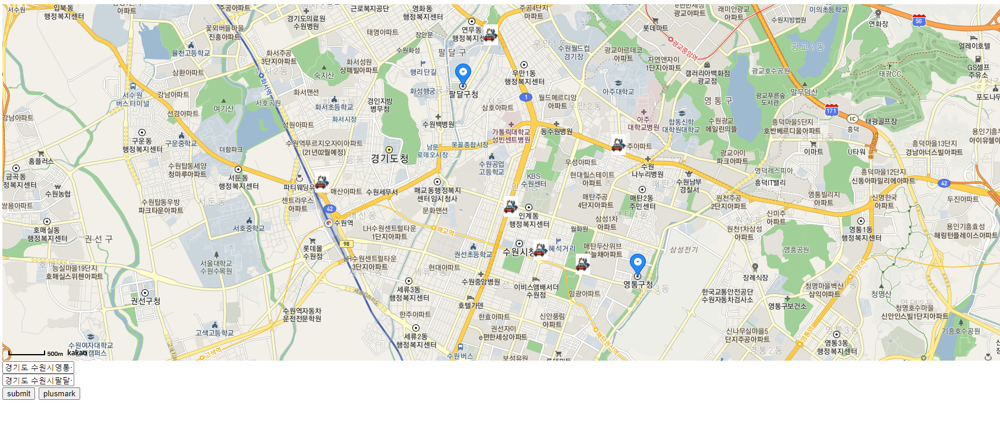 서수원
입북동
행정복지센터
주공아파트
경기도의료원
수원병원
근로복지공단
영화동
행정복지센터
연무동
행정복지센
주공4단지
아파트
e편한세상
광교아파트
래미안광교
아파트
이의초등학교
수원지방법원
연화장
50
꽃뫼버들마을
진흥아파트
태영아파트
장안문
롯데마트
광교중앙역
광교2동
얼레이호텔
율전고등학교
화서주공
3단지아파트
화서2동
수원화성
팔달구
우만1동
수원월드컵
경기장
광교아르데코
아파트
자연앤자이
1단지아파트
GS셀프
주유소
삼환아파트
숙지산
화서성원
상떼빌아파트
행리단길
우만1동
행정복지센터
갤러리아백화점
광교점
광교호수공원
태광CC
화서역
서수원
버스터미널
강남아파트
화서맨션
화성행궁
팔달구청
아주대학교
말무덤산
포도나무
여기산
서호공원
화서초등학교
경인지방
병무청
1
월드메르디앙
아파트
우만2동
영통구
광교푸른숲
도서관
171
강남아파트
선경아파트
화서시장
삼호아파트
아주
대학교병원
합동신학
대학원대학교
수원광교
에일린의뜰
흥덕마을5단지
호반베르디움아파트
IC
흥덕
태광골프장
성원아파트
수원백병원
가톨릭대학교
성빈센트병원
동수원병원
용인기흥
아이유쉘아
구운동
행정복지센터
구운중학교
더함파크
수원역푸르지오자이아파트
(21년02월예정)
고등동
경기도청
남문
로데오시장
못골종합시장
주아파트
광교아이
파크아파트
이마트
U타워
흥덕마을13단지
경남아너스빌아파트
홈플러스
금곡동
행정복지센터
수원탑동세양
청마루아파트
서둔동
행정복지센터
수원공업
고등학교
우성아파트
수원
나누리병원
영덕레스피아
흥덕마을12단지
신동아파밀리에아파트
수원농협
파티웨딩유
매산아파트
수원세무서
매교동행정복지
센터임시청사
KBS
수원센터
현대힐스테이트
아파트
수원남부
경찰서
흥덕IT밸리
42
쌍용아파트
수원탑동우방
파크타운아파트
서둔동
센트라우스
아파트
42
매산동
문화맨션
인계동
행정복지센터
매탄주공
4단지아파트
매탄2동
주민센터
매탄4동
원천주공
2단지아파트
영통빌리지
아파트
신명한국
아파트
두진아파트
호매실동
행정복지센터
권선구
서호중학교
수원역
LH수원센트럴타운
1단지아파트
매교역
월화원
삼성1차
아파트
원천동
신미주
아파트
원천1차삼성
아파트
영통1동
행정복지센터
용인기흥효성
해링턴플레이스아파트
98
롯데몰
수원점
권선초등학교
수원시청
혜석거리
매탄두산위브
하늘채아파트
삼성전기
영흥공원
능실마을19단지
호매실스위첸아파트
서울대학교
수원수목원
LH수원센트럴타운
3단지아파트
현대아파트
수원중앙병원
이비스앰배서더
수원점
영통구청
장례식장
청명역
권선구청
세류3동
행정복지센터
호텔가든
임광아파트
한국교통안전공단
수원자동차검사소
영통구보건소
청명마을벽산
삼익아파트
청명산
수원역자동차
운전전문학원
한주아파트
한효아파트
신안풍림
아파트
청명호수마을
신안인스빌1단지아파트
고색고등학교
세류2동
행정복지센터
권선자이
e편한세상아파트
매탄권선역
신나무실마을5
단지주공아파트
영통3동
행정복지센터
기흥호수공원
수원여자대학교
캠퍼스
고색역
수원버스
보성유원
영통역
500m
kakao
경기도 수원시영통
경기도 수원시팔달
submit
plusmark